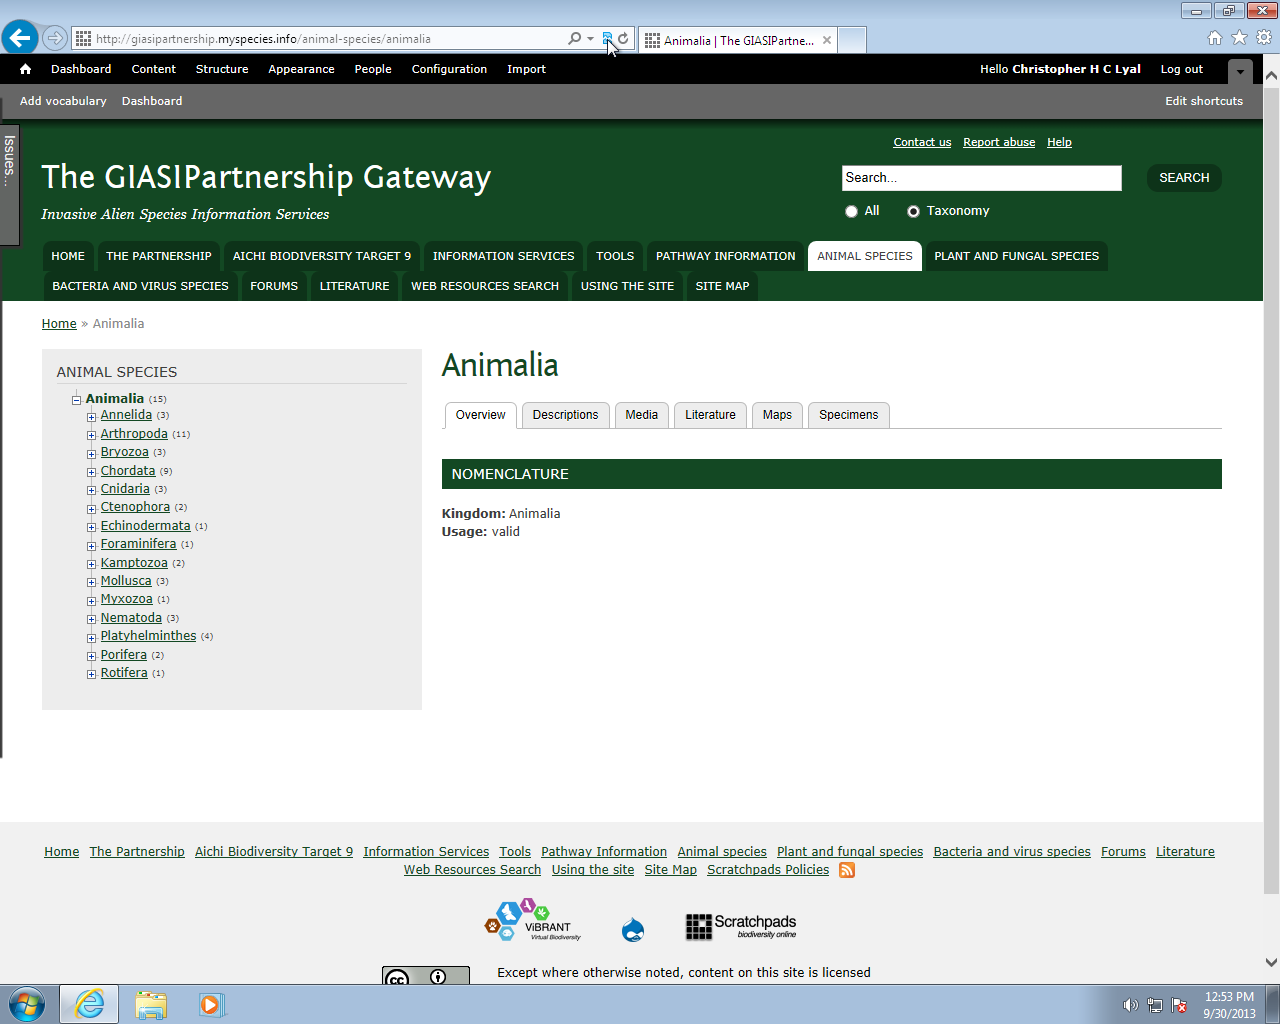 http://giasipartnership.myspecies.info/animal-species/animalia
Animalia | The GIASIPartne...
Dashboard Content Structure Appearance People Configuration Import
Hello Christopher H C Lyal Log out
Add vocabulary Dashboard
Edit shortcuts
Issues...
Contact us Report abuse Help
The GIASIPartnership Gateway
Search... SEARCH
Invasive Alien Species Information Services
All Taxonomy
HOME THE PARTNERSHIP AICHI BIODIVERSITY TARGET 9 INFORMATION SERVICES TOOLS PATHWAY INFORMATION ANIMAL SPECIES PLANT AND FUNGAL SPECIES
BACTERIA AND VIRUS SPECIES FORUMS LITERATURE WEB RESOURCES SEARCH USING THE SITE SITE MAP
Home » Animalia
ANIMAL SPECIES
Animalia (15)
Annelida (3)
Arthropoda (11)
Bryozoa (3)
Chordata (9)
Cnidaria (3)
Ctenophora (2)
Echinodermata (1)
Foraminifera (1)
Kamptozoa (2)
Mollusca (3)
Myxozoa (1)
Nematoda (3)
Platyhelminthes (4)
Porifera (2)
Rotifera (1)
Animalia
Overview Descriptions Media Literature Maps Specimens
NOMENCLATURE
Kingdom: Animalia
Usage: valid
Home The Partnership Aichi Biodiversity Target 9 Information Services Tools Pathway Information Animal species Plant and fungal species Bacteria and virus species Forums Literature
Web Resources Search Using the site Site Map Scratchpads Policies
ViBRANT
Virtual Biodiversity
Scratchpads
biodiversity online
cc
Except where otherwise noted, content on this site is licensed
12:53 PM
9/30/2013